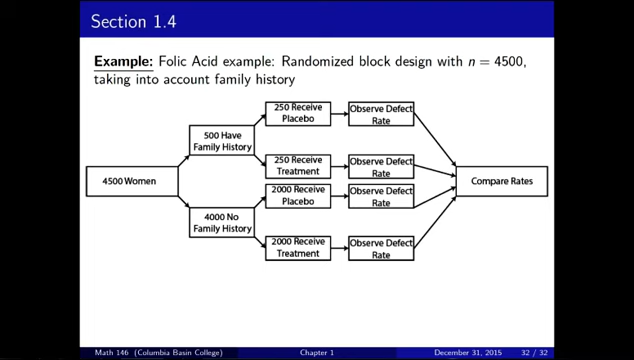 Section 1.4
Example: Folic Acid example: Randomized block design with n = 4500,
taking into account family history
250 Receive
Placebo
Observe Defect
Rate
500 Have
Family History
250 Receive
Treatment
Observe Defect
Rate
4500 Women
Compare Rates
2000 Receive
Placebo
Observe Defect
Rate
4000 No
Family History
2000 Receive
Treatment
Observe Defect
Rate
Math 146 (Columbia Basin College)
Chapter 1
December 31, 2015
32 / 32